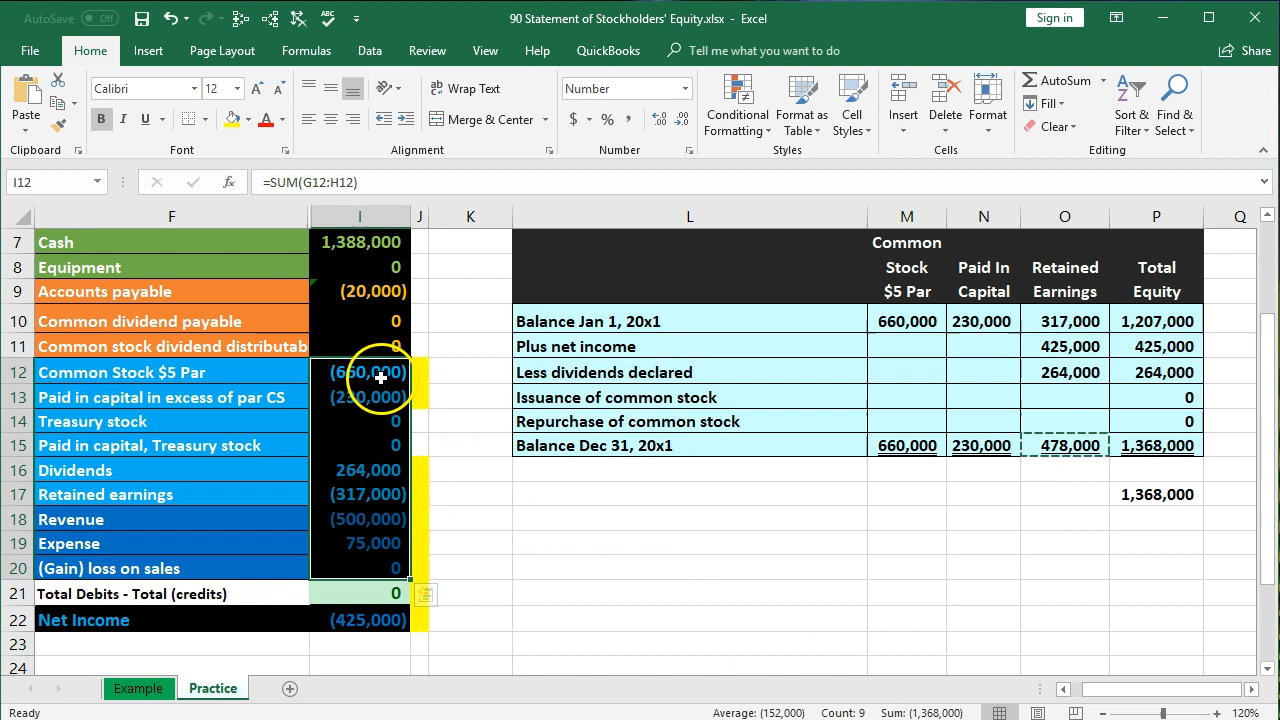 AutoSave Off 90 Statement of Stockholders' Equity.xlsx - Excel Sign in
File Home Insert Page Layout Formulas Data Review View Help QuickBooks Tell me what you want to do Share
Paste Calibri 12 Wrap Text Number AutoSum
B I U Merge & Center $ % , Conditional Formatting Format as Table Cell Styles Insert Delete Format Fill Sort & Filter Find & Select
Clear
Clipboard Font Alignment Number Styles Cells Editing
I12 fx =SUM(G12:H12)
F I J K L M N O P Q
7 Cash 1,388,000 Common
8 Equipment 0 Stock Paid In Retained Total
9 Accounts payable (20,000) $5 Par Capital Earnings Equity
10 Common dividend payable 0 Balance Jan 1, 20x1 660,000 230,000 317,000 1,207,000
11 Common stock dividend distributab 0 Plus net income 425,000 425,000
12 Common Stock $5 Par (660,000) Less dividends declared 264,000 264,000
13 Paid in capital in excess of par CS (230,000) Issuance of common stock 0
14 Treasury stock 0 Repurchase of common stock 0
15 Paid in capital, Treasury stock 0 Balance Dec 31, 20x1 660,000 230,000 478,000 1,368,000
16 Dividends 264,000
17 Retained earnings (317,000) 1,368,000
18 Revenue (500,000)
19 Expense 75,000
20 (Gain) loss on sales 0
21 Total Debits - Total (credits) 0
22 Net Income (425,000)
23
24
Example Practice
Ready Average: (152,000) Count: 9 Sum: (1,368,000) 120%